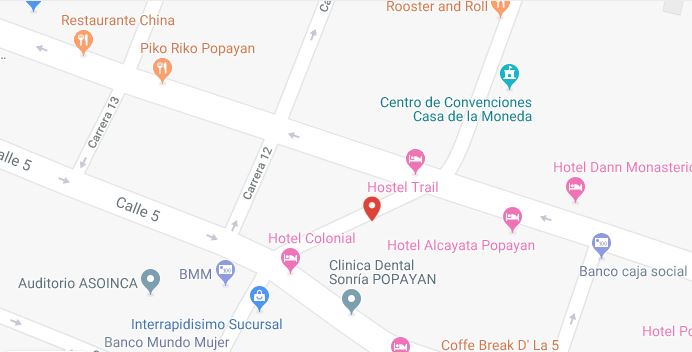 Rooster and Roll
Restaurante China
Ca
Piko Riko Popayan
Centro de Convenciones
Casa de la Moneda
Carrera 13
Carrera 12
alle 5
Hotel Dann Monasterio
Hostel Trail
Calle 5
Hotel Colonial
Hotel Alcayata Popayan
Clinica Dental
Sonría POPAYAN
BMM
Banco caja social
Auditorio ASOINCA
Interrapidisimo Sucursal
Banco Mundo Mujer
Coffe Break D' La 5
Hotel Po